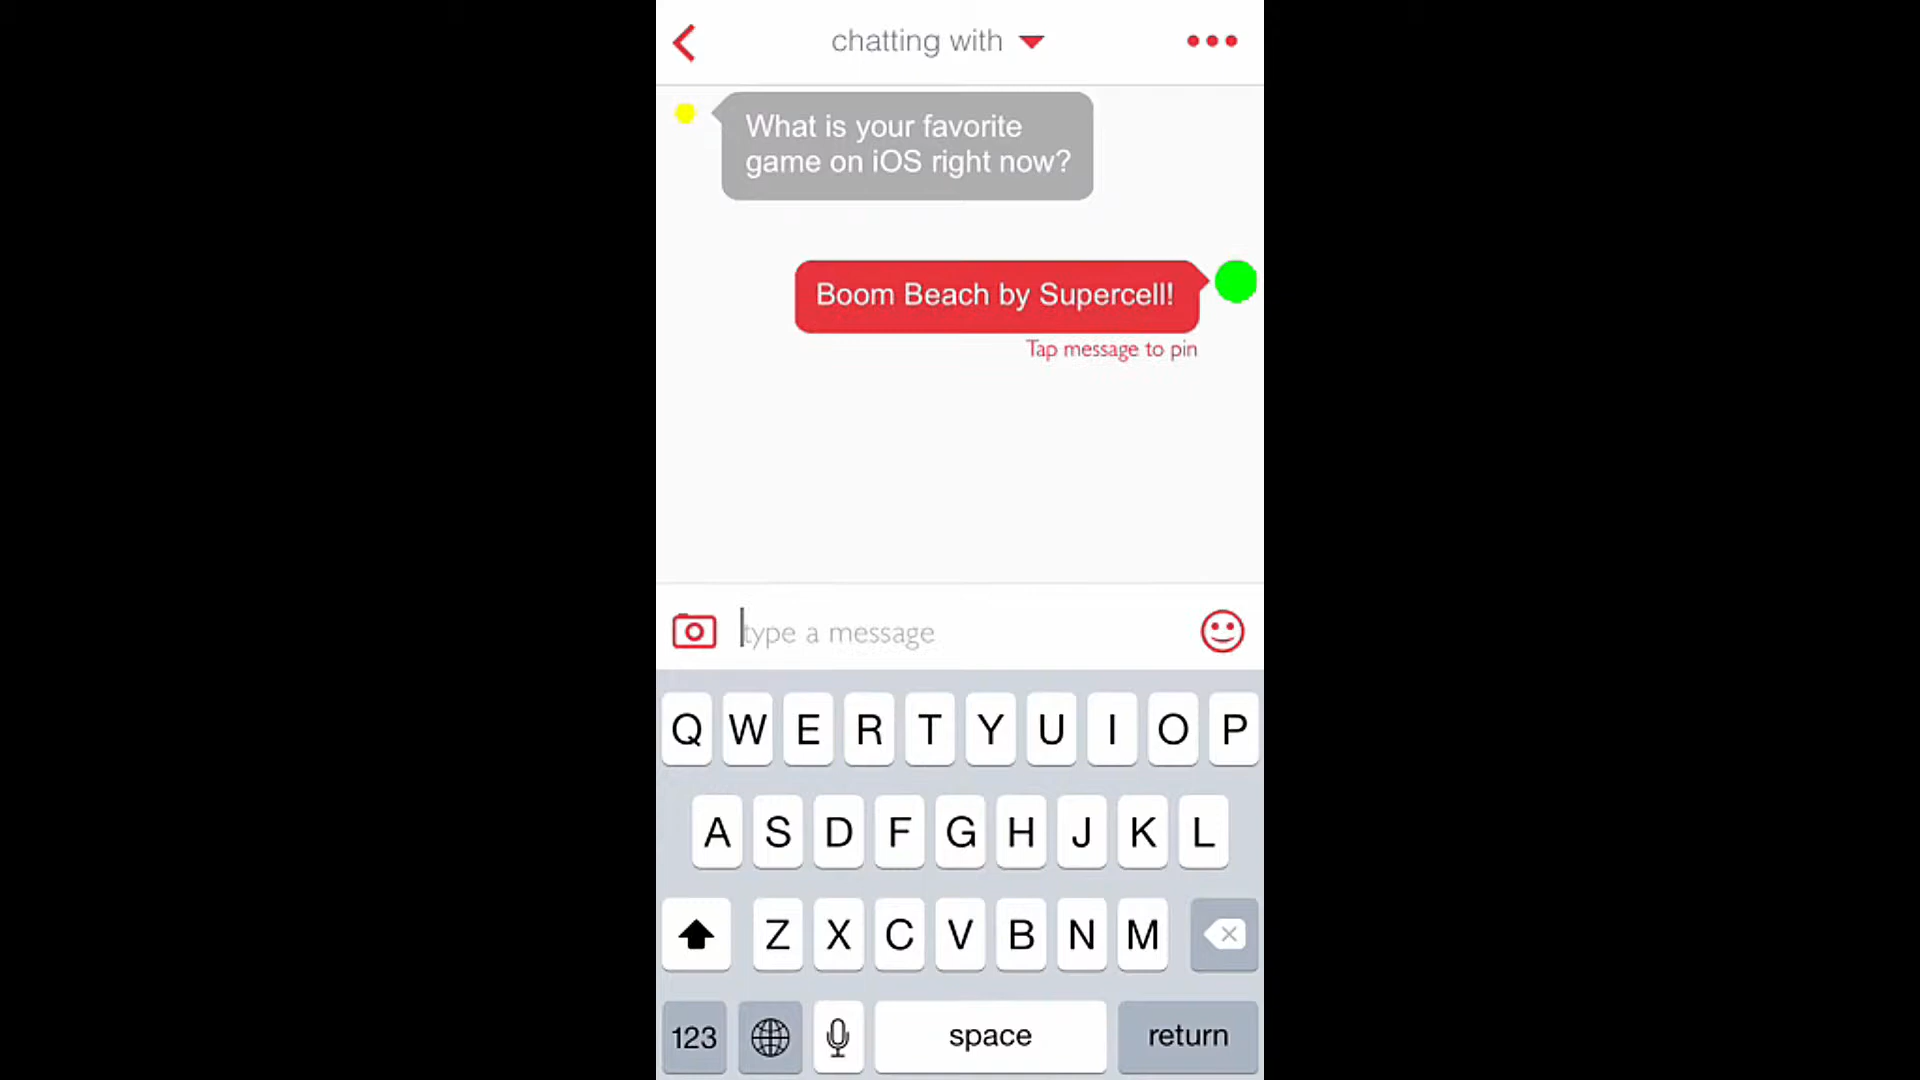 chatting with
What is your favorite
game on iOS right now?
Boom Beach by Supercell!
Tap message to pin
type a message
Q W E R T Y U I O P
A S D F G H J K L
Z X C V B N M
123 space return